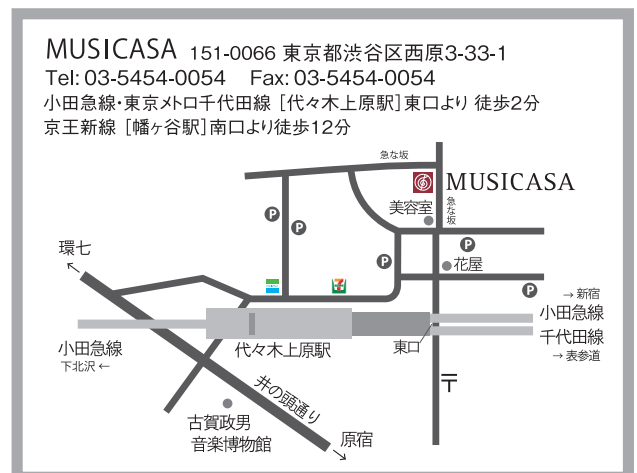 MUSICASA 151-0066 東京都渋谷区西原3-33-1
Tel: 03-5454-0054 Fax: 03-5454-0054
小田急線・東京メトロ千代田線 [代々木上原駅]東口より 徒歩2分
京王新線 [幡ヶ谷駅]南口より徒歩12分
急な坂
MUSICASA
急な坂
美容室
P
P
P
P
環七
花屋
P
7
→新宿
小田急線
小田急線
千代田線
下北沢←
代々木上原駅
東口
→表参道
〒
井の頭通り
古賀政男
音楽博物館
原宿